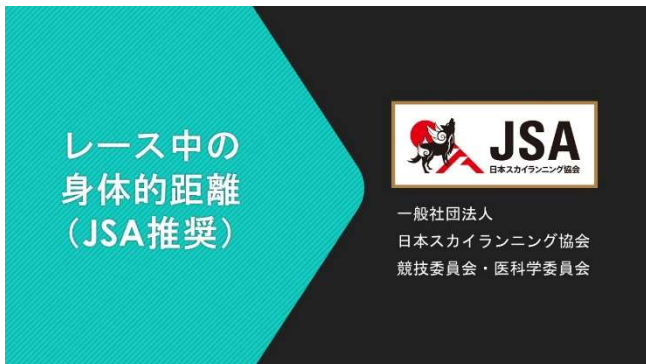 レース中の
身体的距離
（JSA推奨）
JSA
日本スカイランニング協会
一般社団法人
日本スカイランニング協会
競技委員会・医科学委員会